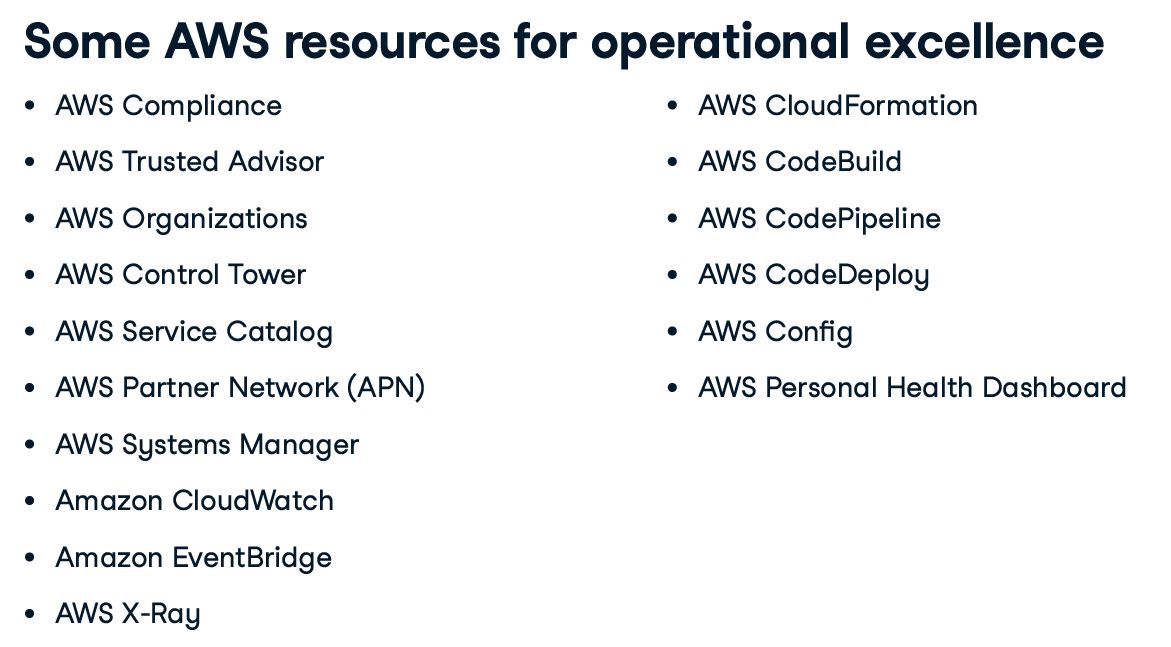 Some AWS resources for operational excellence
• AWS Compliance
• AWS Trusted Advisor
• AWS Organizations
• AWS Control Tower
• AWS Service Catalog
• AWS Partner Network (APN)
• AWS Systems Manager
• Amazon CloudWatch
• Amazon EventBridge
• AWS X-Ray
• AWS CloudFormation
• AWS CodeBuild
• AWS CodePipeline
• AWS CodeDeploy
• AWS Config
• AWS Personal Health Dashboard